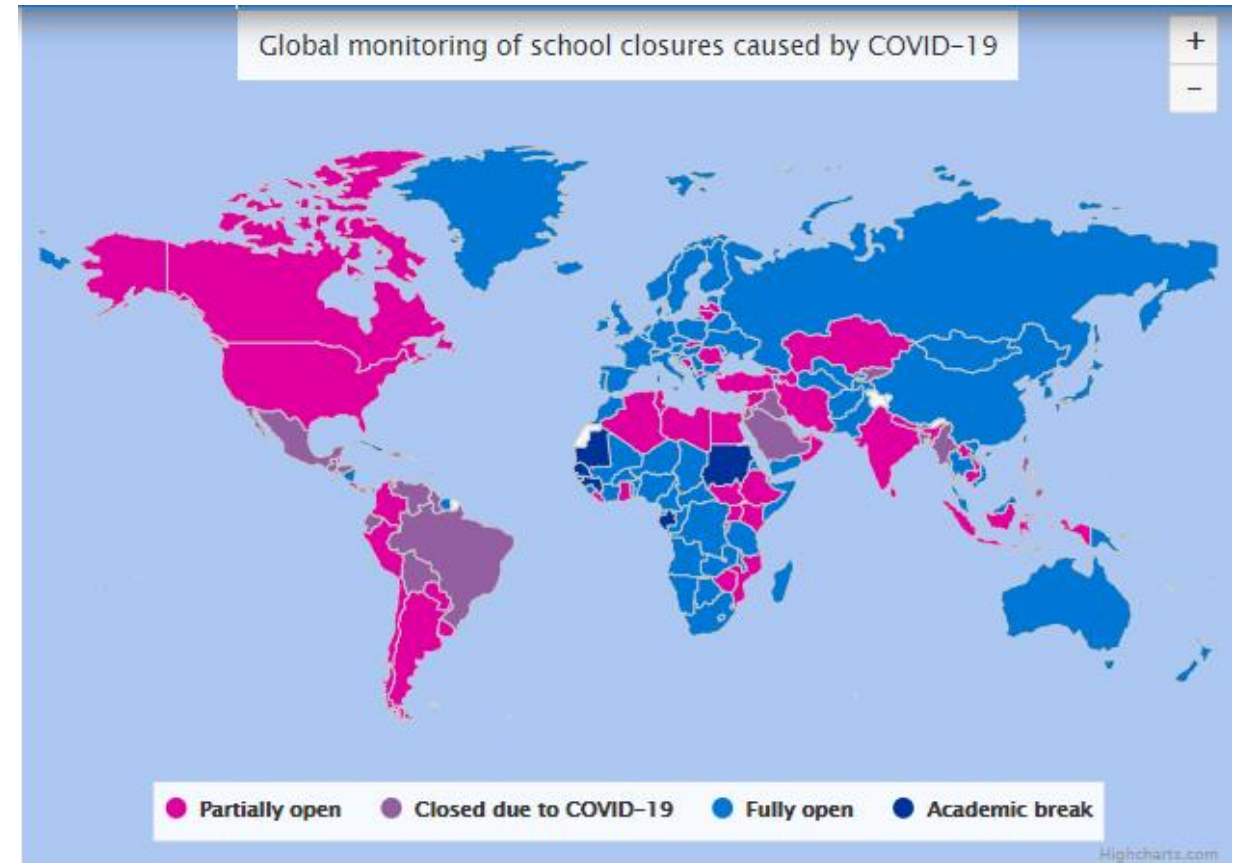 Global monitoring of school closures caused by COVID-19
+
−
Partially open
Closed due to COVID-19
Fully open
Academic break
Highcharts.com